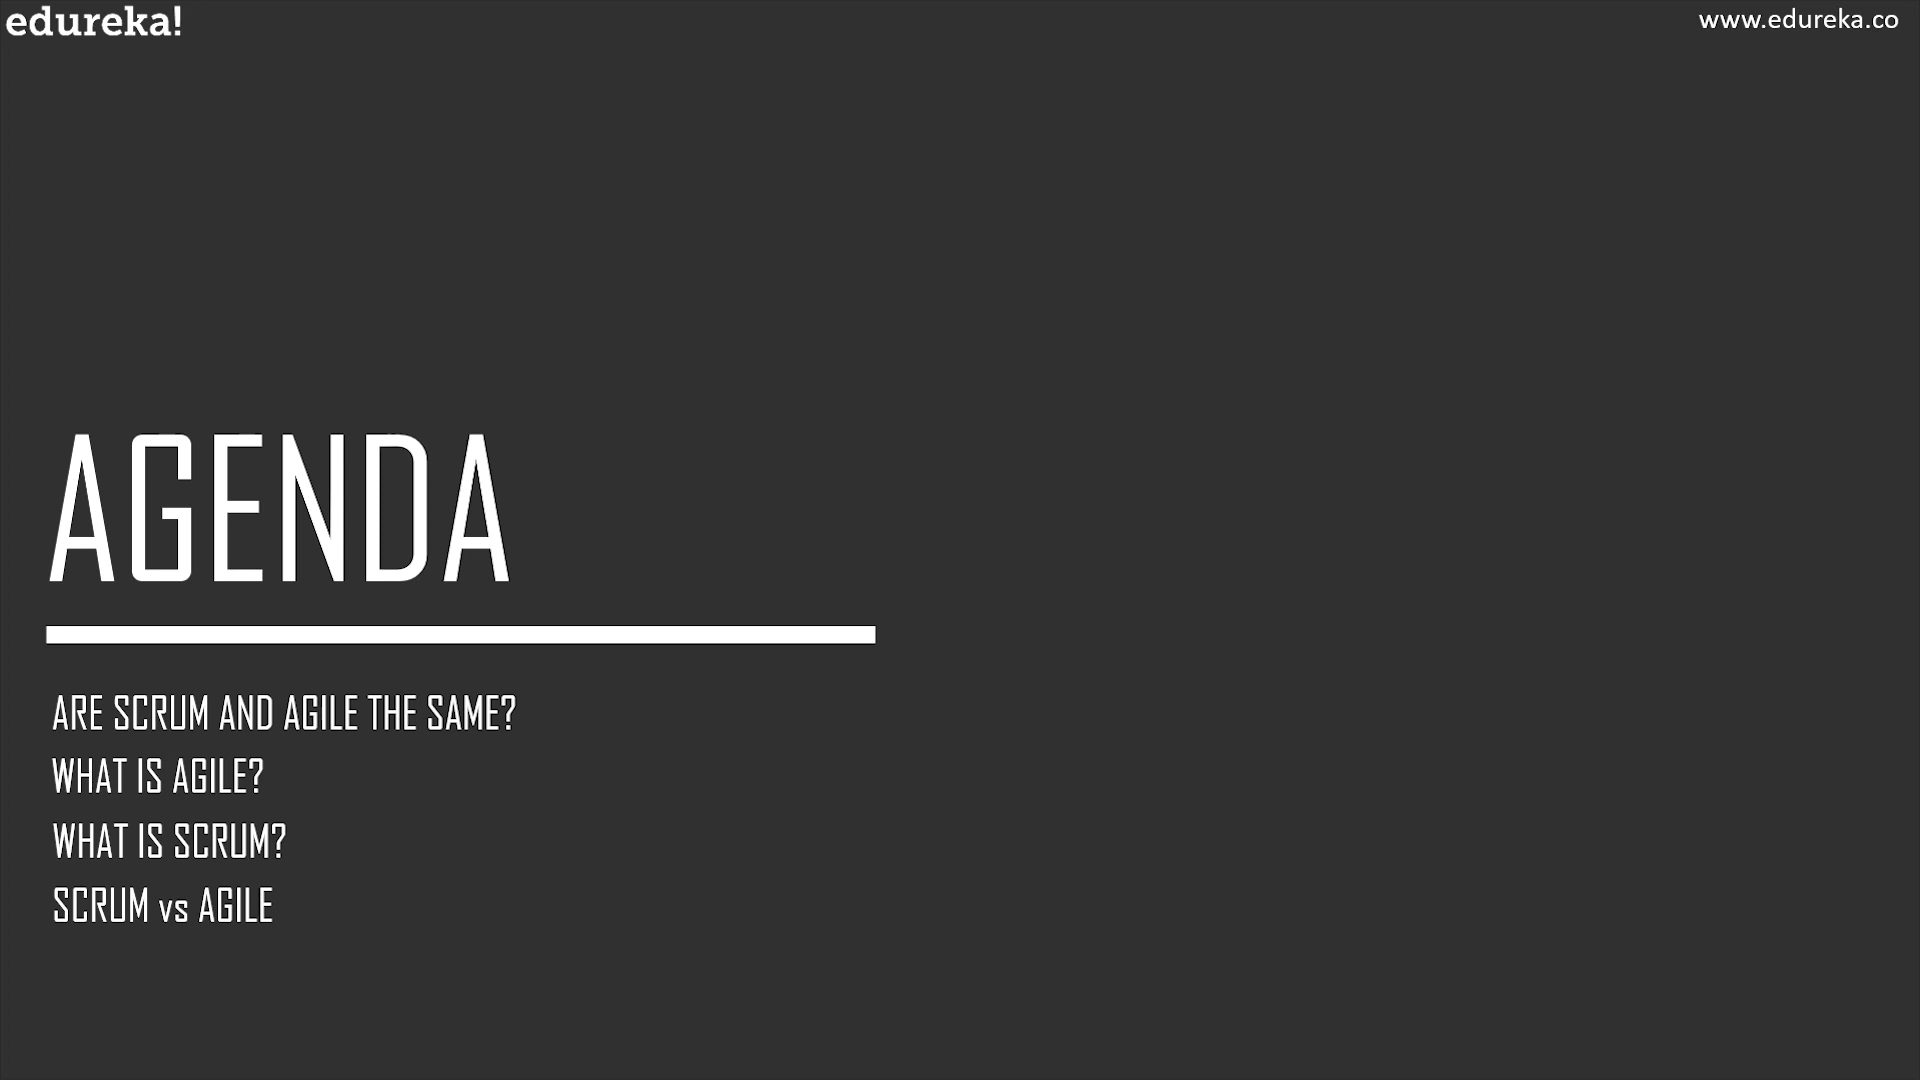 edureka!
www.edureka.co
AGENDA
ARE SCRUM AND AGILE THE SAME?
WHAT IS AGILE?
WHAT IS SCRUM?
SCRUM vs AGILE